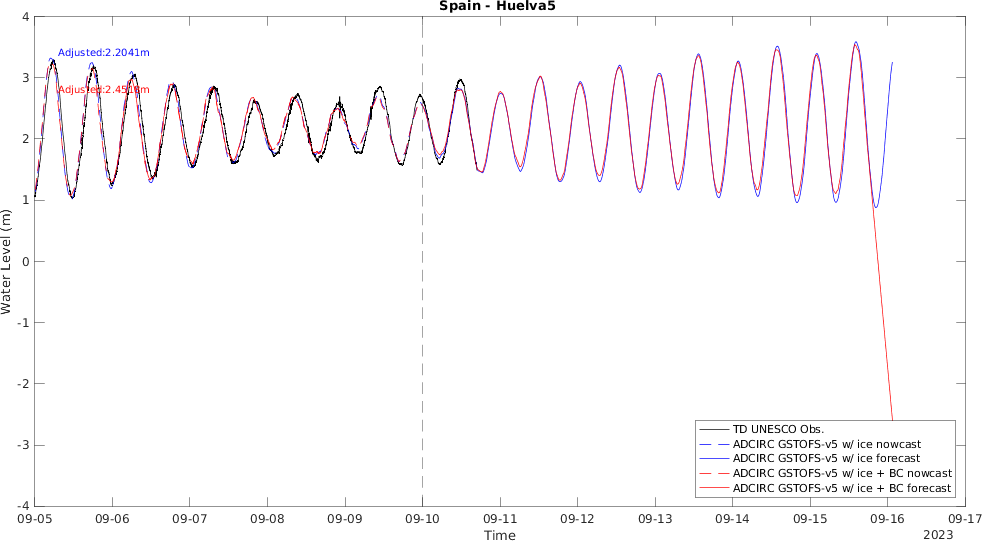 Spain - Huelva5
Adjusted:2.2041m
4
3
2
1
0
-1
-2
-3
-4
Water Level (m)
TD UNESCO Obs.
ADCIRC GSTOFS-v5 w/ ice nowcast
ADCIRC GSTOFS-v5 w/ ice forecast
ADCIRC GSTOFS-v5 w/ ice + BC nowcast
ADCIRC GSTOFS-v5 w/ ice + BC forecast
09-05 09-06 09-07 09-08 09-09 09-10 09-11 09-12 09-13 09-14 09-15 09-16 09-17
Time
2023